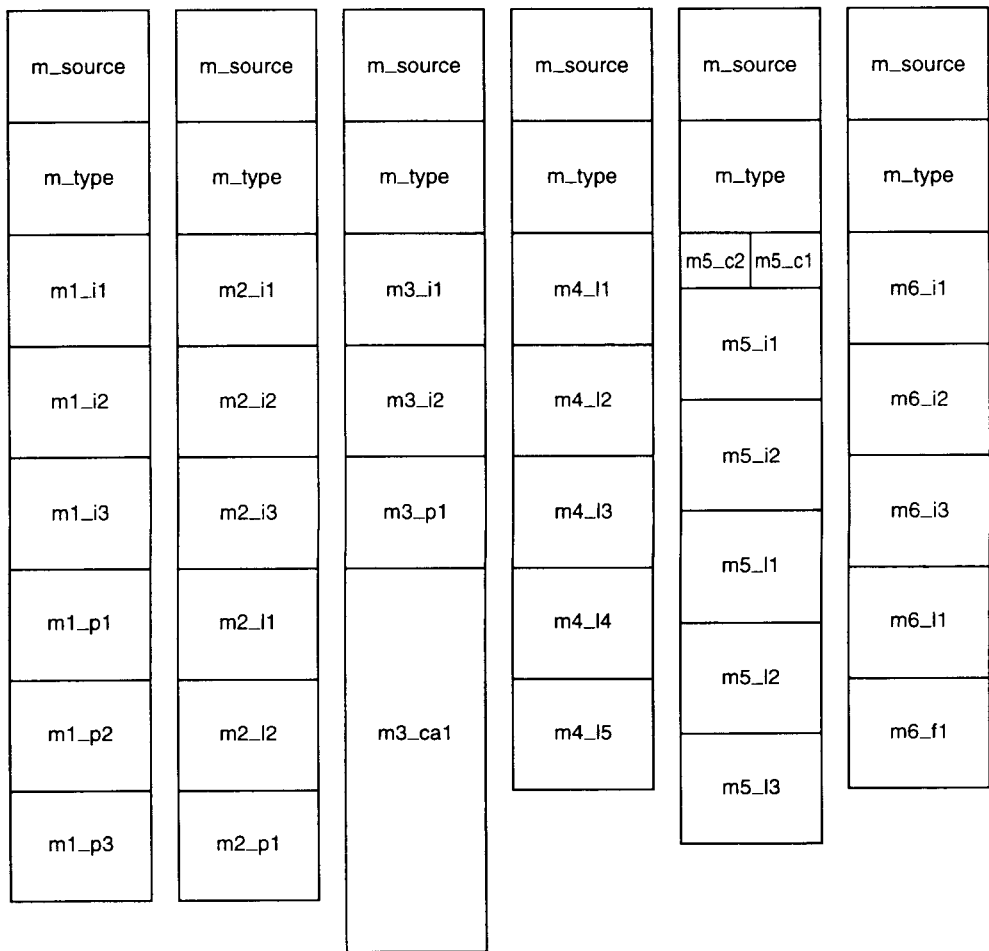 m_source m_source m_source m_source m_source m_source
m_type m_type m_type m_type m_type m_type
m5_c2 m5_c1
m1_i1 m2_i1 m3_i1 m4_l1 m6_i1
m5_i1
m1_i2 m2_i2 m3_i2 m4_l2 m6_i2
m5_i2
m1_i3 m2_i3 m3_p1 m4_l3 m6_i3
m5_l1
m1_p1 m2_l1 m4_l4 m6_l1
m5_l2
m1_p2 m2_l2 m3_ca1 m4_l5 m6_f1
m5_l3
m1_p3 m2_p1